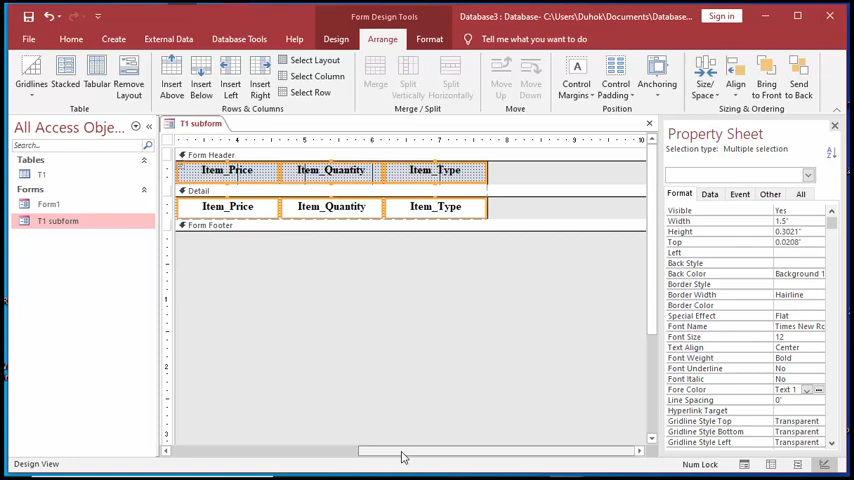 Form Design Tools
Database3 : Database- C:\Users\Duhok\Documents\Database...
Sign in
File Home Create External Data Database Tools Help Design Arrange Format Tell me what you want to do
Gridlines Stacked Tabular Remove Layout
Insert Above Insert Below Insert Left Insert Right
Select Layout
Select Column
Select Row
Merge Split Vertically Split Horizontally
Move Up Move Down
Control Margins Control Padding Anchoring
Size/ Space Align Bring to Front Send to Back
Table Rows & Columns Merge / Split Move Position Sizing & Ordering
All Access Obje...
Search...
Tables
T1
Forms
Form1
T1 subform
T1 subform
4 5 6 7 8 9
Form Header
Item_Price Item_Quantity Item_Type
Detail
Item_Price Item_Quantity Item_Type
Form Footer
1
2
3
Property Sheet
Selection type: Multiple selection
Format Data Event Other All
Visible Yes
Width 1.5"
Height 0.3021"
Top 0.0208"
Left
Back Style
Back Color Background 1
Border Style
Border Width Hairline
Border Color
Special Effect Flat
Font Name Times New Ro
Font Size 12
Text Align Center
Font Weight Bold
Font Underline No
Font Italic No
Fore Color Text 1
Line Spacing 0"
Hyperlink Target
Gridline Style Top Transparent
Gridline Style Bottom Transparent
Gridline Style Left Transparent
Design View
Num Lock